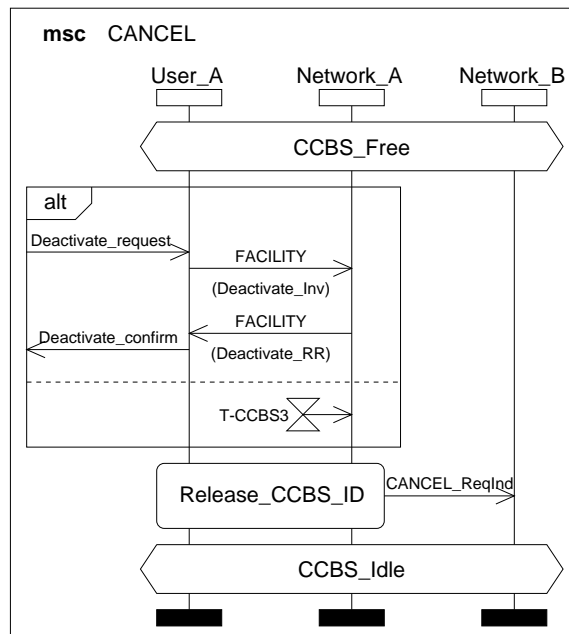 msc CANCEL
User_A Network_A Network_B
CCBS_Free
alt
Deactivate_request
FACILITY
(Deactivate_Inv)
FACILITY
Deactivate_confirm
(Deactivate_RR)
T-CCBS3
Release_CCBS_ID
CANCEL_ReqInd
CCBS_Idle